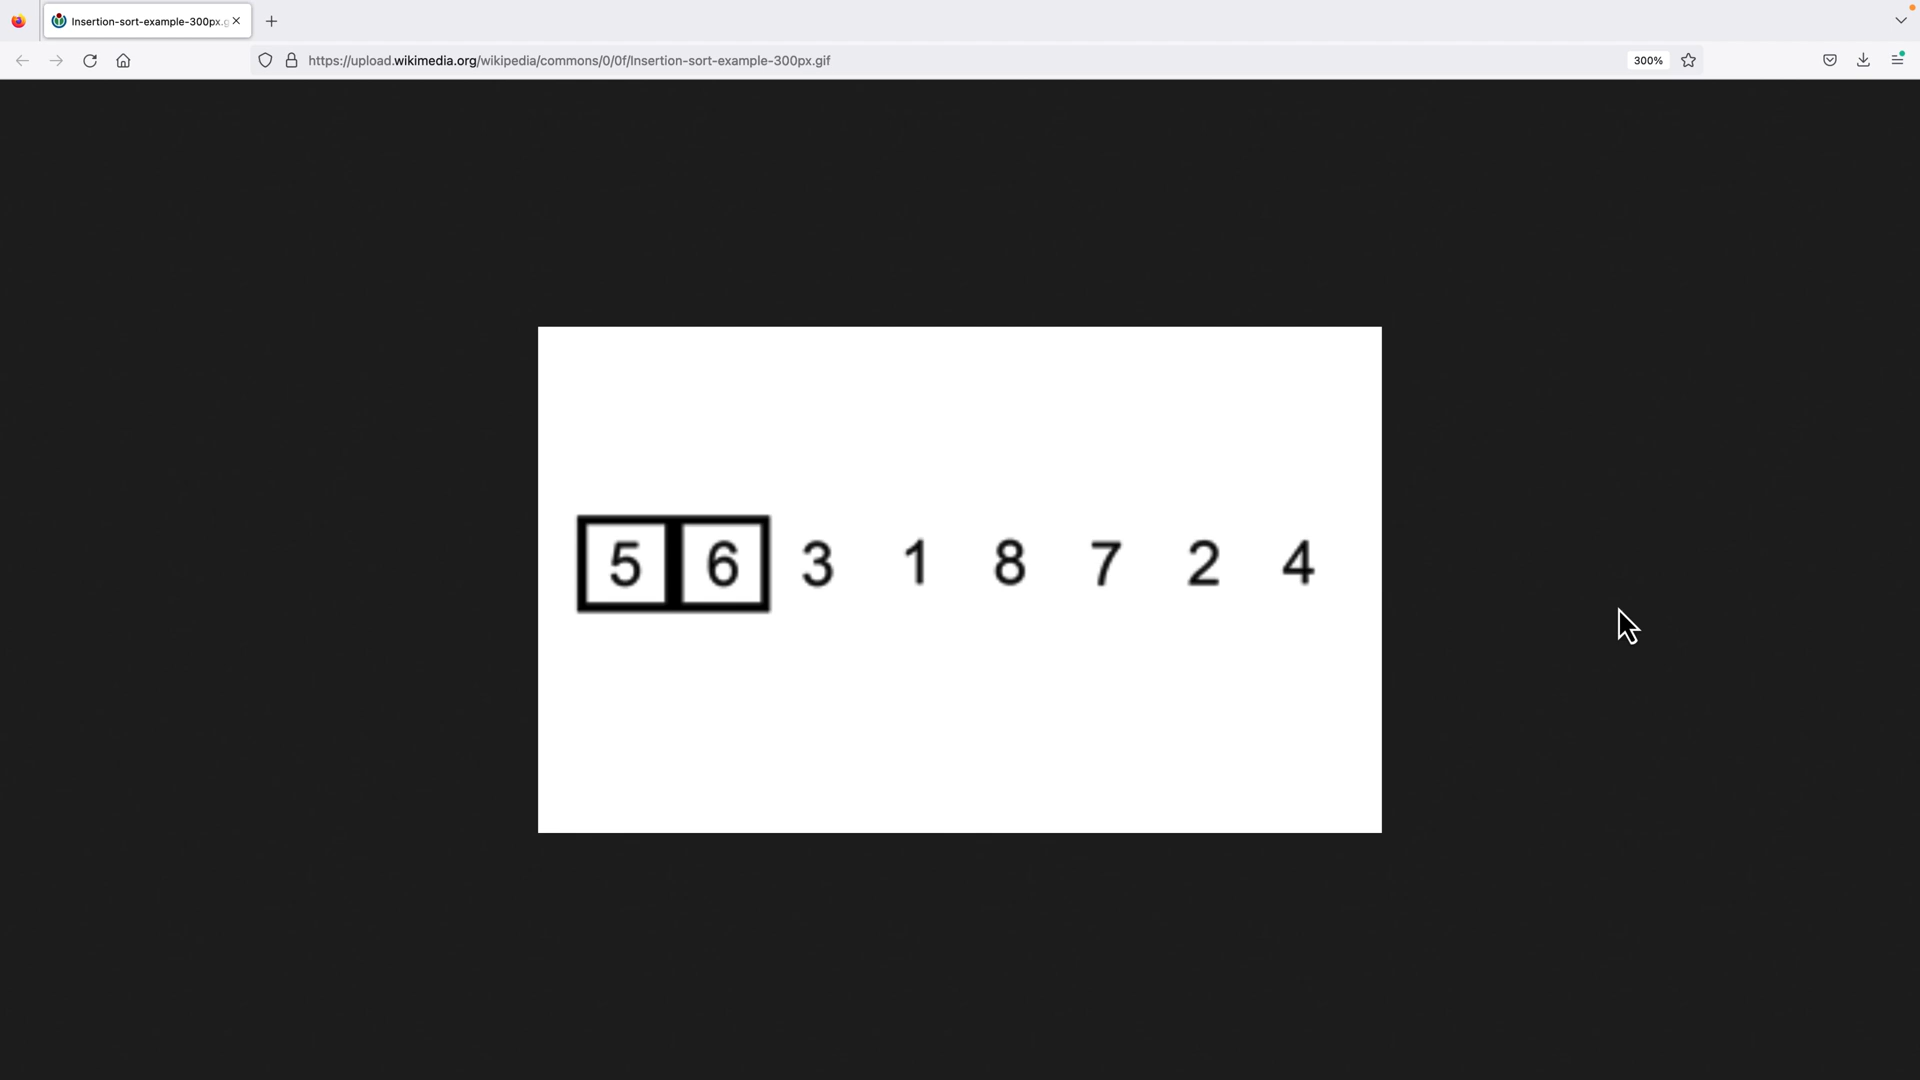 Insertion-sort-example-300px.g
https://upload.wikimedia.org/wikipedia/commons/0/0f/Insertion-sort-example-300px.gif
300%
5 6 3 1 8 7 2 4